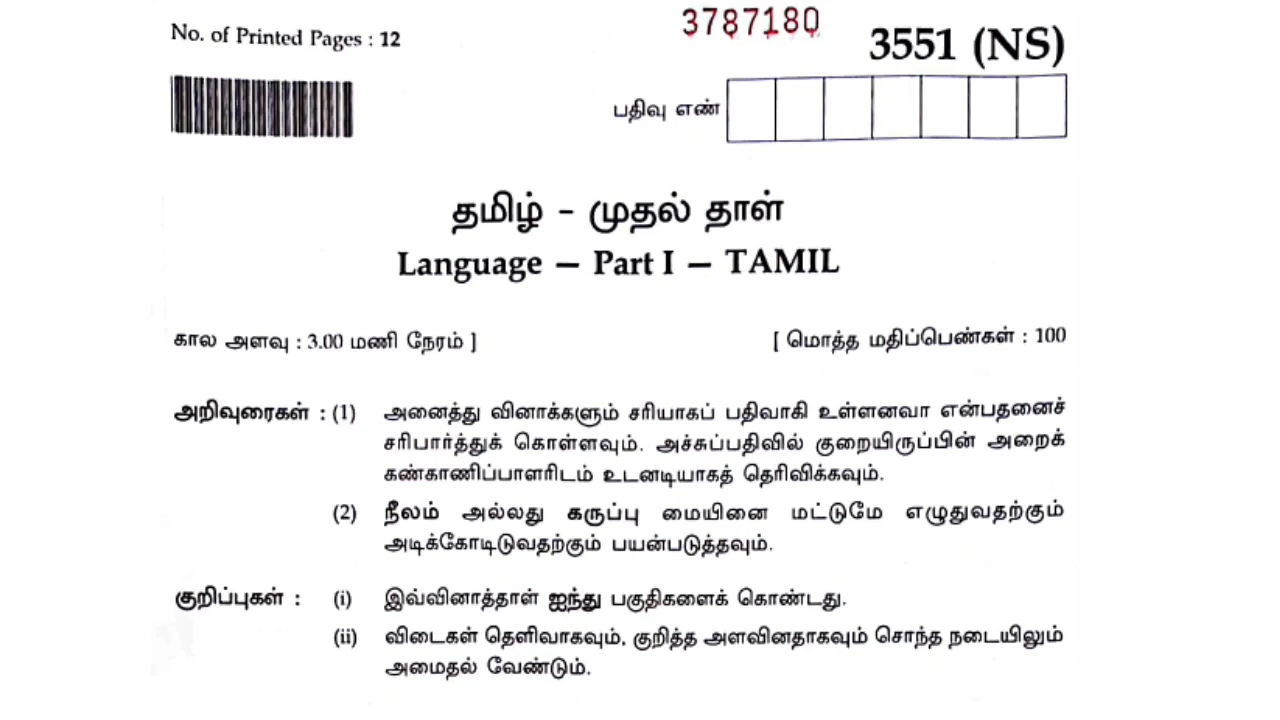 No. of Printed Pages : 12
3787180
3551 (NS)
பதிவு எண்
தமிழ் - முதல் தாள்
Language — Part I — TAMIL
கால அளவு : 3.00 மணி நேரம் ]
[ மொத்த மதிப்பெண்கள் : 100
அறிவுரைகள் : (1) அனைத்து வினாக்களும் சரியாகப் பதிவாகி உள்ளனவா என்பதனைச்
சரிபார்த்துக் கொள்ளவும். அச்சுப்பதிவில் குறையிருப்பின் அறைக்
கண்காணிப்பாளரிடம் உடனடியாகத் தெரிவிக்கவும்.
(2) நீலம் அல்லது கருப்பு மையினை மட்டுமே எழுதுவதற்கும்
அடிக்கோடிடுவதற்கும் பயன்படுத்தவும்.
குறிப்புகள் : (i) இவ்வினாத்தாள் ஐந்து பகுதிகளைக் கொண்டது.
(ii) விடைகள் தெளிவாகவும், குறித்த அளவினதாகவும் சொந்த நடையிலும்
அமைதல் வேண்டும்.